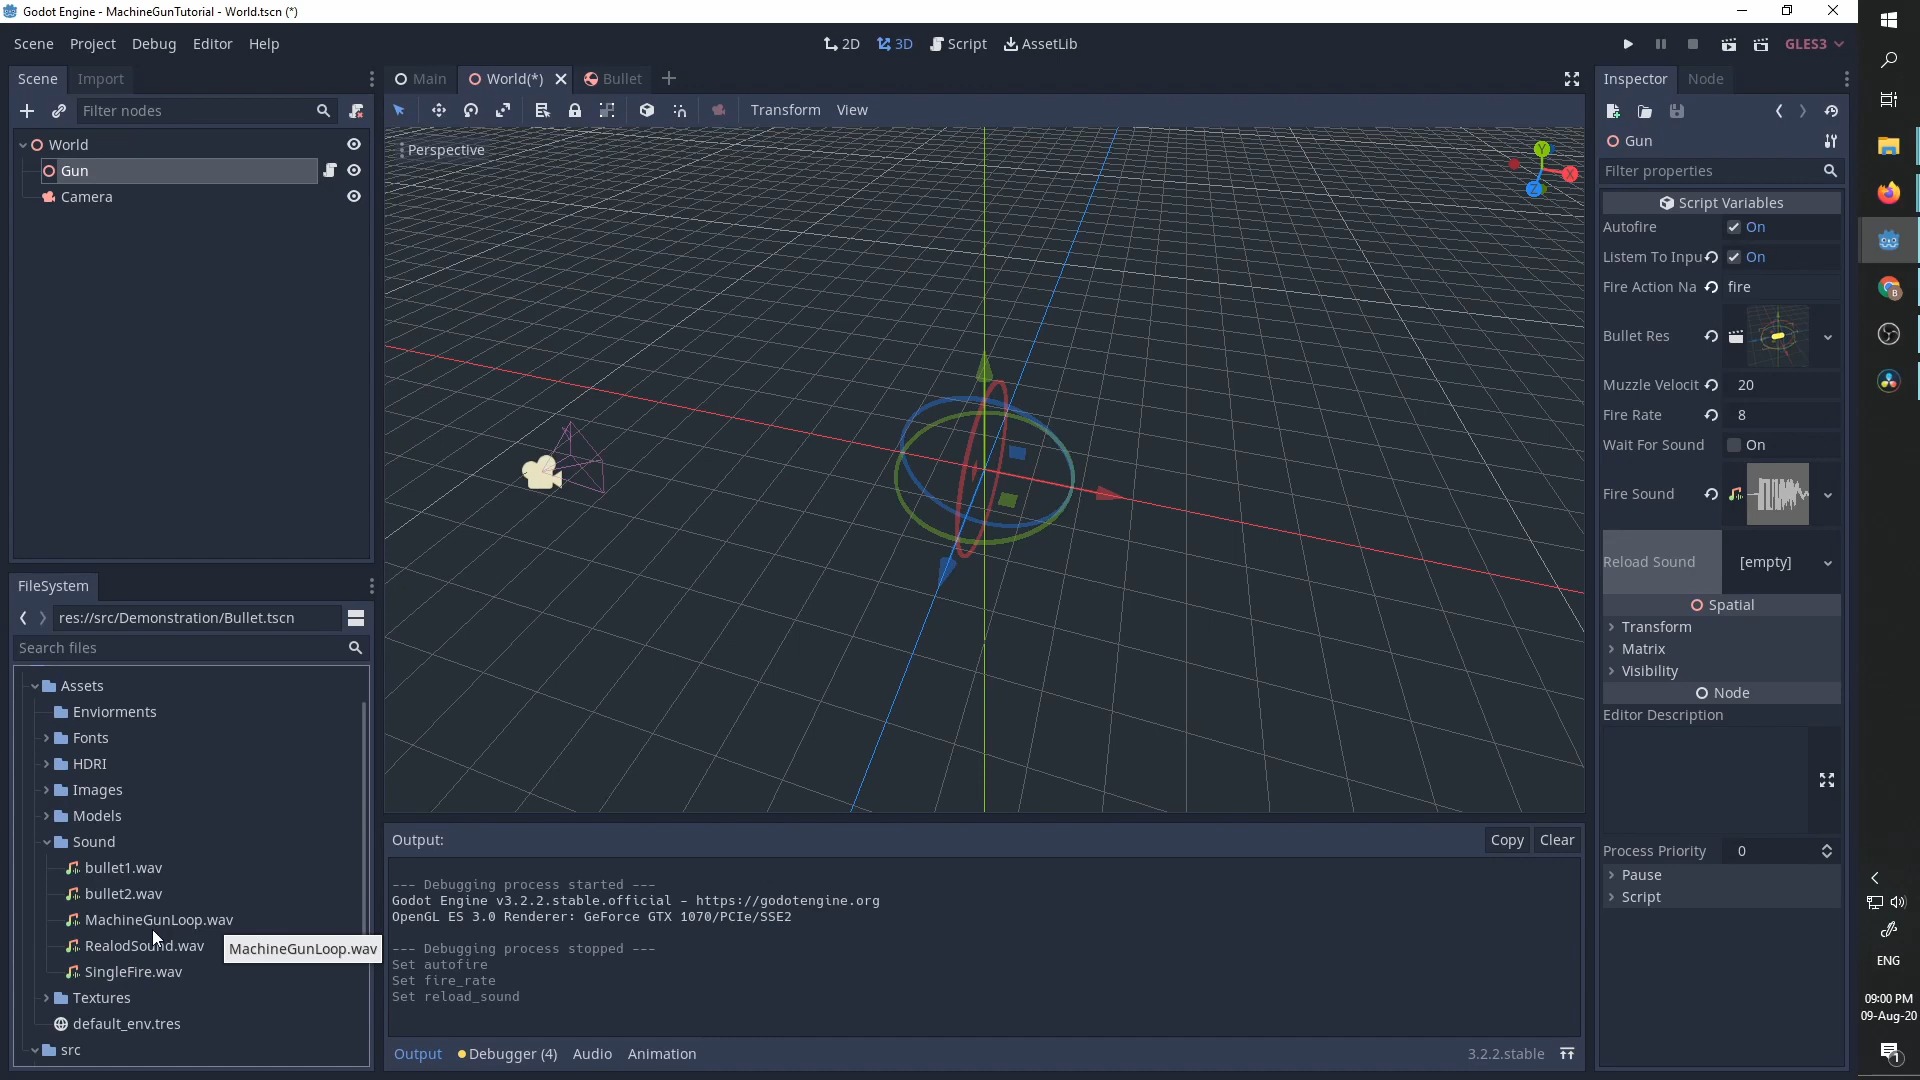 Godot Engine - MachineGunTutorial - World.tscn (*)
Scene Project Debug Editor Help
2D 3D Script AssetLib
GLES3
Scene Import
Filter nodes
World
Gun
Camera
FileSystem
res://src/Demonstration/Bullet.tscn
Search files
Assets
Enviorments
Fonts
HDRI
Images
Models
Sound
bullet1.wav
bullet2.wav
MachineGunLoop.wav
RealodSound.wav
MachineGunLoop.wav
SingleFire.wav
Textures
default_env.tres
src
Main World(*) Bullet
Transform View
Perspective
Y
X
Z
Output:
Copy Clear
--- Debugging process started ---
Godot Engine v3.2.2.stable.official - https://godotengine.org
OpenGL ES 3.0 Renderer: GeForce GTX 1070/PCIe/SSE2
--- Debugging process stopped ---
Set autofire
Set fire_rate
Set reload_sound
Output Debugger (4) Audio Animation
3.2.2.stable
Inspector Node
Gun
Filter properties
Script Variables
Autofire On
Listem To Inpu On
Fire Action Na fire
Bullet Res
Muzzle Velocit 20
Fire Rate 8
Wait For Sound On
Fire Sound
Reload Sound [empty]
Spatial
Transform
Matrix
Visibility
Node
Editor Description
Process Priority 0
Pause
Script
B
ENG
09:00 PM
09-Aug-20
1